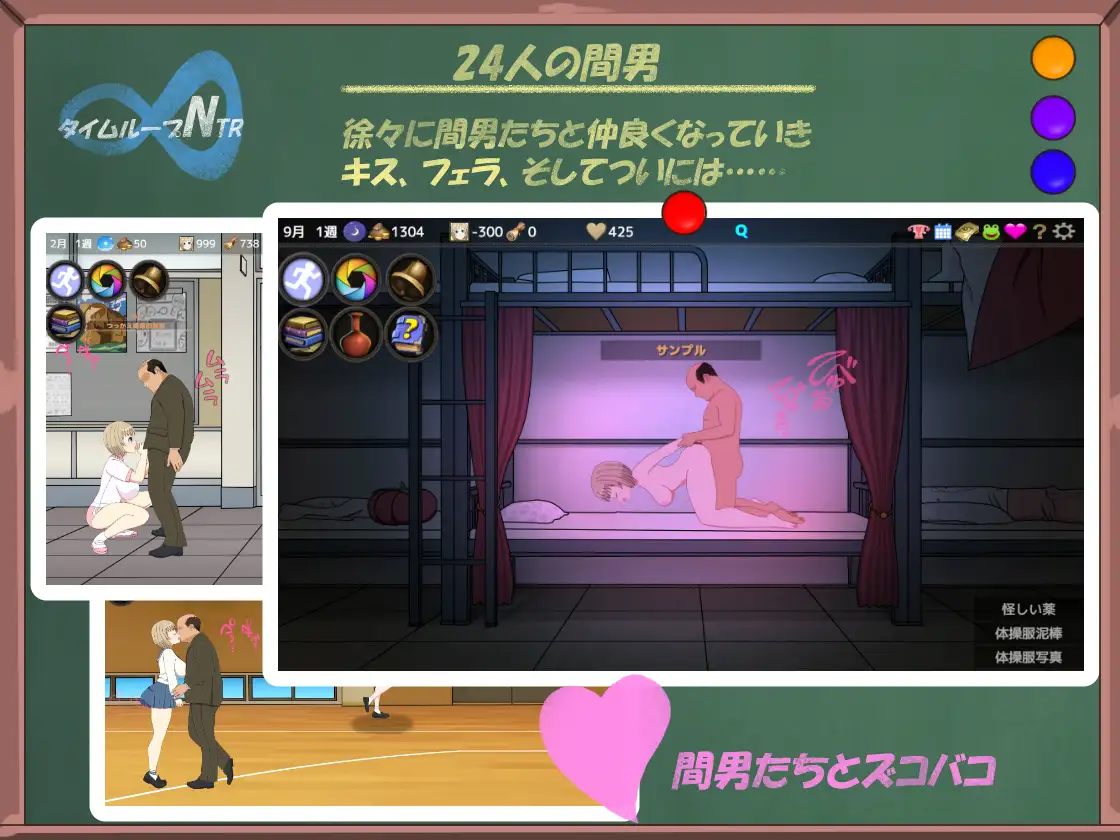 24人の間男
タイムループNTR
徐々に間男たちと仲良くなっていき
キス、フェラ、そしてついには……
2月 1週 50 999 738
9月 1週 1304 -300 0 425 Q
サンプル
怪しい薬
体操服泥棒
体操服写真
間男たちとズコバコ